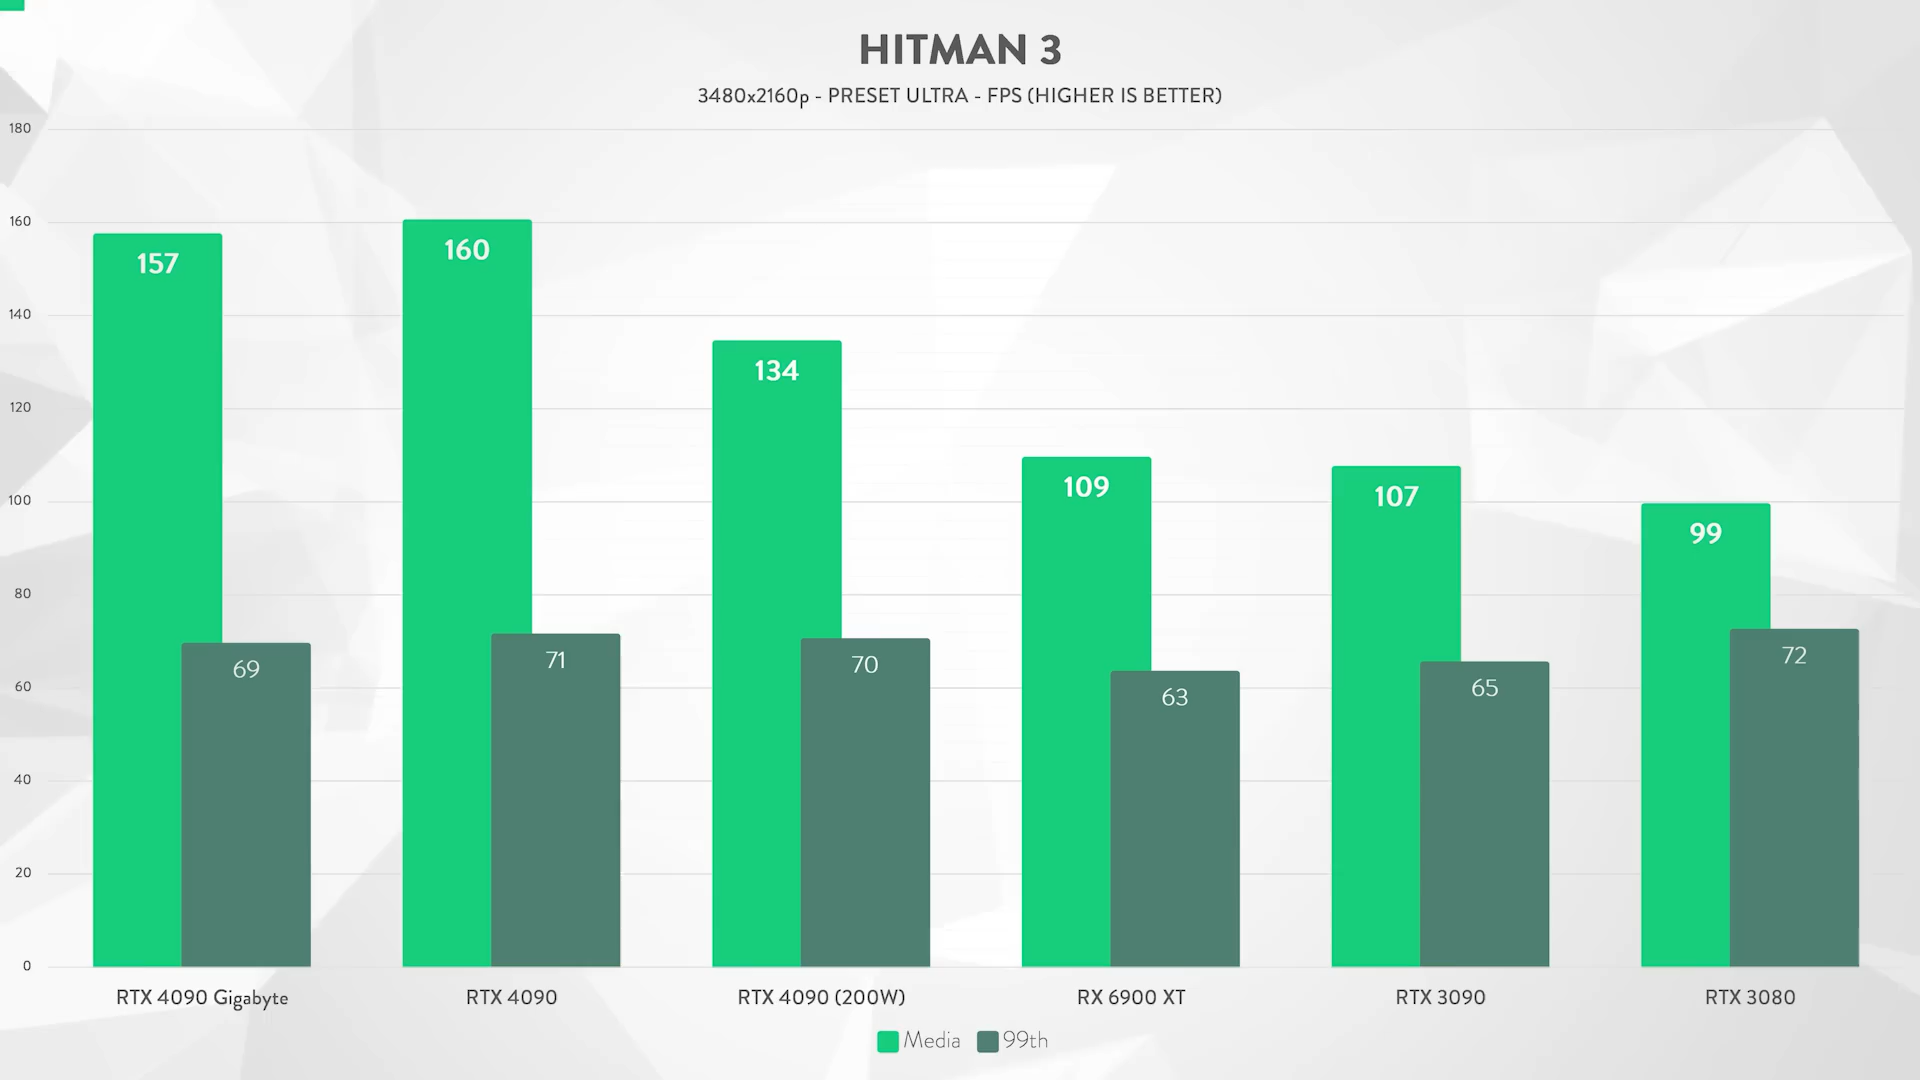 HITMAN 3
3480x2160p - PRESET ULTRA - FPS (HIGHER IS BETTER)
180
160
140
120
100
80
60
40
20
0
157
69
160
71
134
70
109
63
107
65
99
72
RTX 4090 Gigabyte
RTX 4090
RTX 4090 (200W)
RX 6900 XT
RTX 3090
RTX 3080
Media 99th